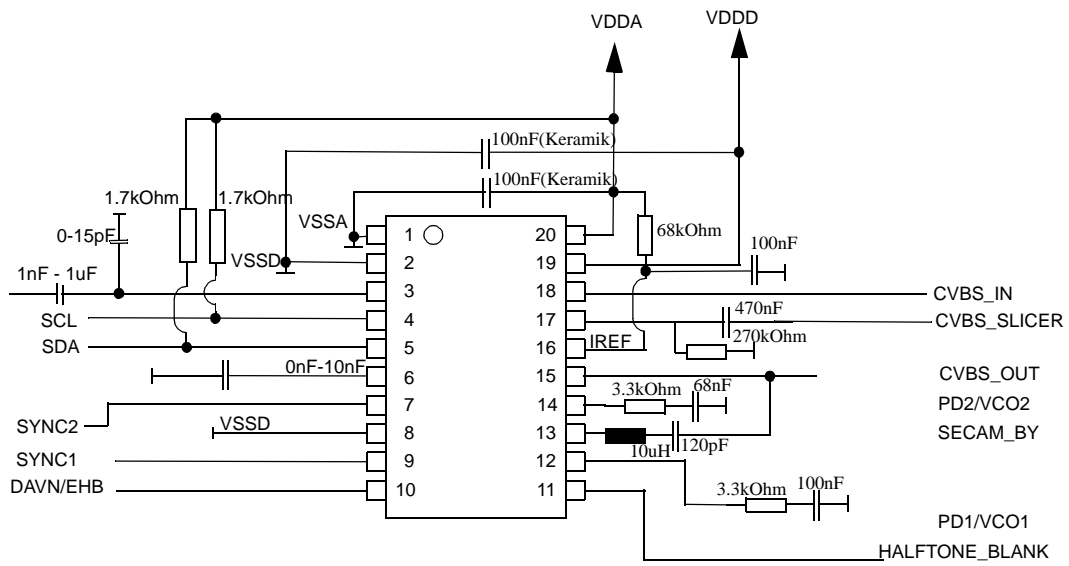 VDDA
VDDD
100nF(Keramik)
100nF(Keramik)
1.7kOhm
1.7kOhm
VSSA
68kOhm
0-15pF
100nF
VSSD
1nF - 1uF
SCL
SDA
0nF-10nF
SYNC2
VSSD
SYNC1
DAVN/EHB
1
2
3
4
5
6
7
8
9
10
20
19
18
17
16
15
14
13
12
11
CVBS_IN
470nF
CVBS_SLICER
270kOhm
IREF
CVBS_OUT
3.3kOhm
68nF
PD2/VCO2
SECAM_BY
10uH
120pF
3.3kOhm
100nF
PD1/VCO1
HALFTONE_BLANK